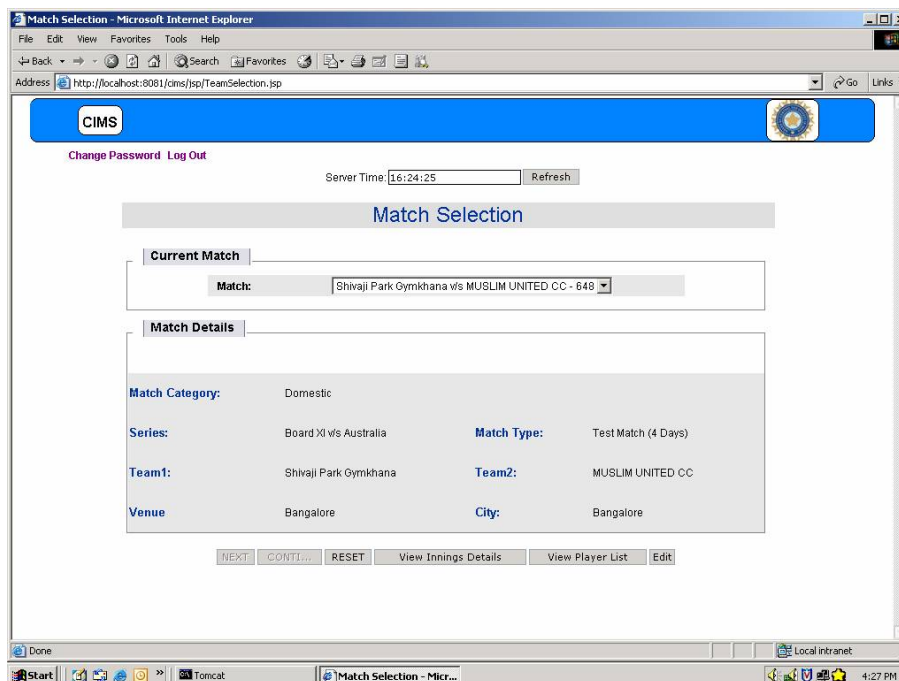 Match Selection - Microsoft Internet Explorer
File Edit View Favorites Tools Help
Back Search Favorites
Address http://localhost:8081/cims/jsp/TeamSelection.jsp Go Links
CIMS
Change Password Log Out
Server Time: 16:24:25 Refresh
Match Selection
Current Match
Match: Shivaji Park Gymkhana v/s MUSLIM UNITED CC - 648
Match Details
Match Category: Domestic
Series: Board XI v/s Australia Match Type: Test Match (4 Days)
Team1: Shivaji Park Gymkhana Team2: MUSLIM UNITED CC
Venue Bangalore City: Bangalore
NEXT CONTI... RESET View Innings Details View Player List Edit
Done Local intranet
Start » Tomcat Match Selection - Micr... 4:27 PM